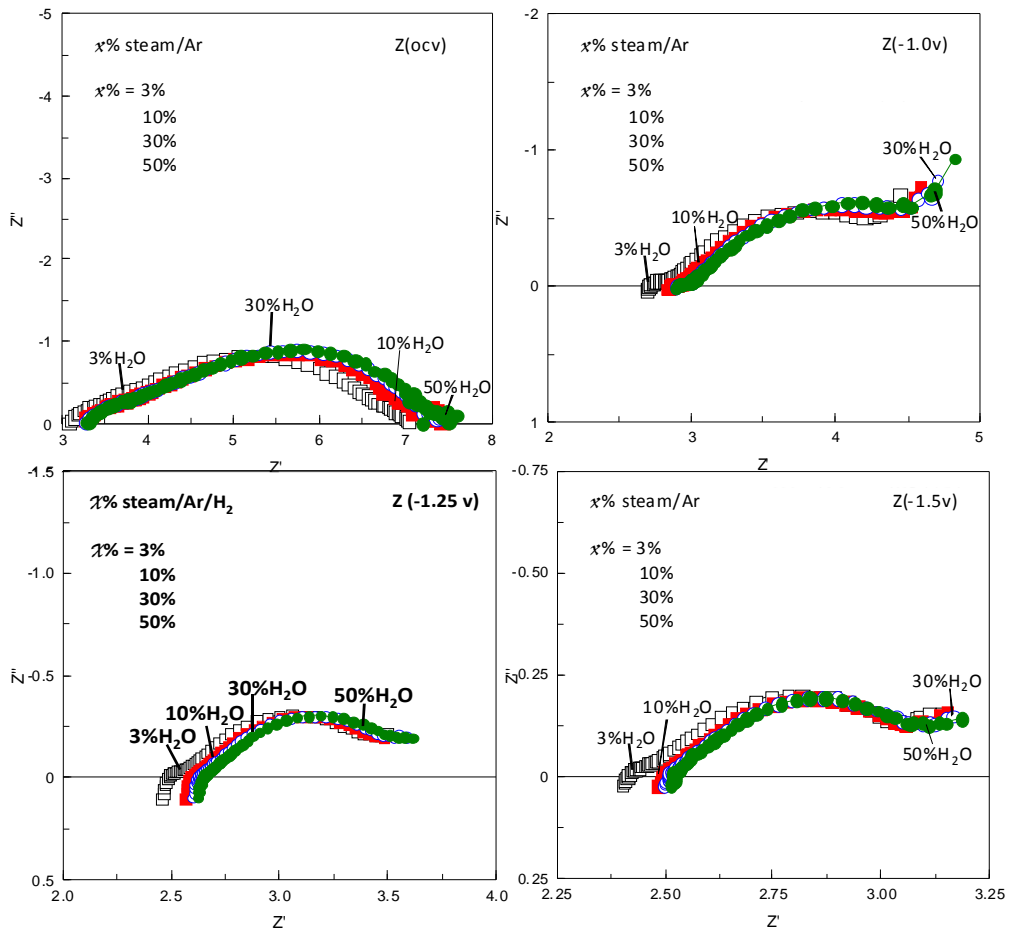 -5
-4
-3
-2
-1
0
3
4
5
6
7
8
Z''
Z'
x% steam/Ar
Z(ocv)
x% = 3%
10%
30%
50%
3%H2O
30%H2O
10%H2O
50%H2O
-2
-1
0
1
2
3
4
5
Z''
Z'
x% steam/Ar
Z(-1.0v)
x% = 3%
10%
30%
50%
3%H2O
10%H2O
30%H2O
50%H2O
-1.5
-1.0
-0.5
0
0.5
2.0
2.5
3.0
3.5
4.0
Z''
Z'
x% steam/Ar/H2
Z (-1.25 v)
x% = 3%
10%
30%
50%
3%H2O
10%H2O
30%H2O
50%H2O
-0.75
-0.50
-0.25
0
0.25
2.25
2.50
2.75
3.00
3.25
Z''
Z'
x% steam/Ar
Z(-1.5v)
x% = 3%
10%
30%
50%
3%H2O
10%H2O
30%H2O
50%H2O